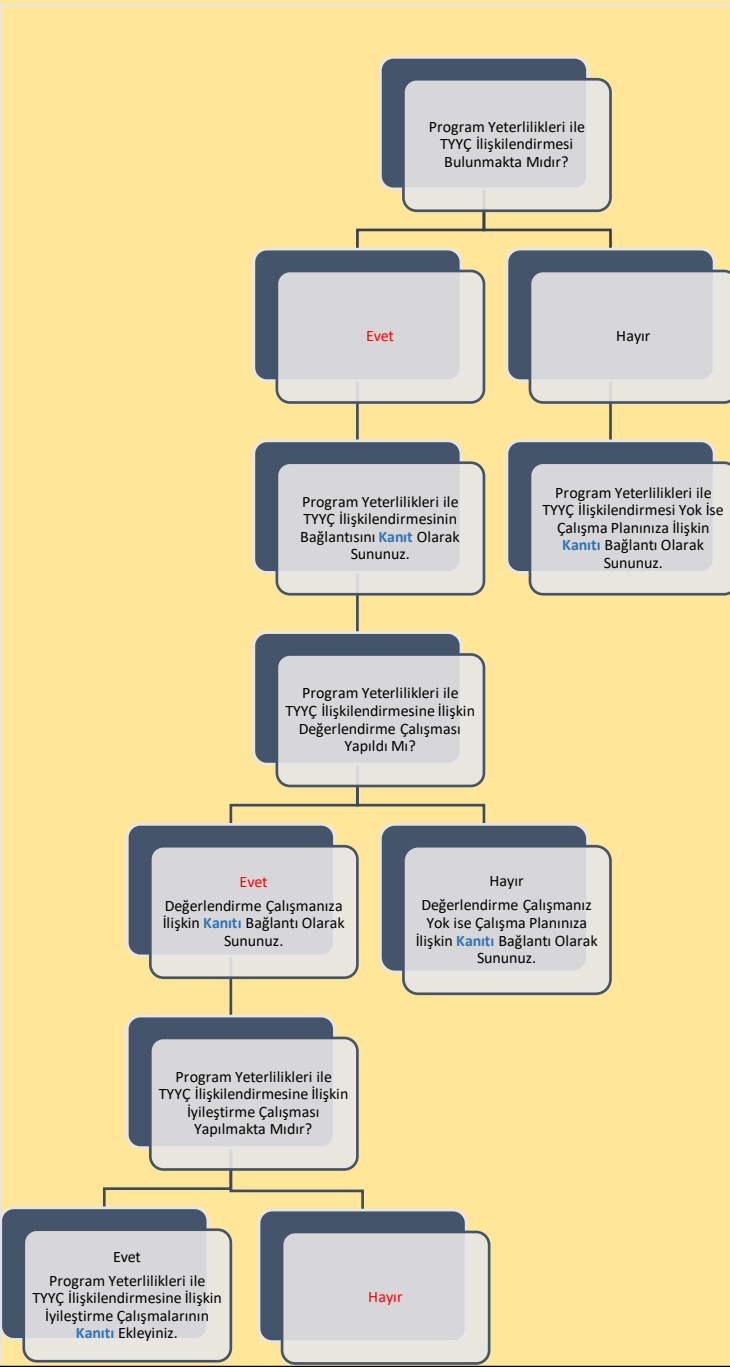 Program Yeterlilikleri ile
TYYÇ İlişkilendirmesi
Bulunmakta Mıdır?
Evet
Hayır
Program Yeterlilikleri ile
TYYÇ İlişkilendirmesinin
Bağlantısını Kanıt Olarak
Sununuz.
Program Yeterlilikleri ile
TYYÇ İlişkilendirmesi Yok İse
Çalışma Planınıza İlişkin
Kanıtı Bağlantı Olarak
Sununuz.
Program Yeterlilikleri ile
TYYÇ İlişkilendirmesine İlişkin
Değerlendirme Çalışması
Yapıldı Mı?
Evet
Değerlendirme Çalışmanıza
İlişkin Kanıtı Bağlantı Olarak
Sununuz.
Hayır
Değerlendirme Çalışmanız
Yok ise Çalışma Planınıza
İlişkin Kanıtı Bağlantı Olarak
Sununuz.
Program Yeterlilikleri ile
TYYÇ İlişkilendirmesine İlişkin
İyileştirme Çalışması
Yapılmakta Mıdır?
Evet
Program Yeterlilikleri ile
TYYÇ İlişkilendirmesine İlişkin
İyileştirme Çalışmalarının
Kanıtı Ekleyiniz.
Hayır